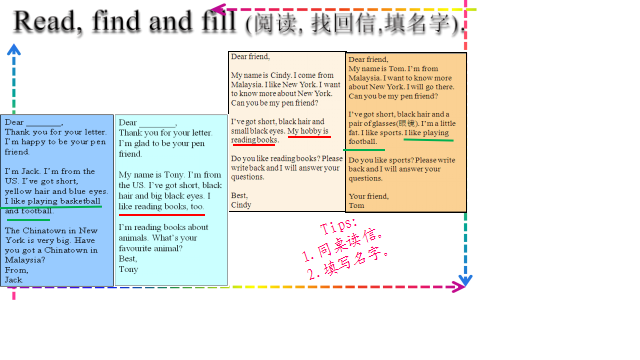 Read, find and fill (阅读, 找回信,填名字).
Dear friend,
My name is Cindy. I come from
Malaysia. I like New York. I want
to know more about New York.
Can you be my pen friend?
I've got short, black hair and
small black eyes. My hobby is
reading books.
Do you like reading books? Please
write back and I will answer your
questions.
Best,
Cindy
Dear friend,
My name is Tom. I'm from
Malaysia. I want to know more
about New York. I will go there.
Can you be my pen friend?
I've got short, black hair and a
pair of glasses(眼镜). I'm a little
fat. I like sports. I like playing
football.
Do you like sports? Please write
back and I will answer your
questions.
Your friend,
Tom
Dear _______,
Thank you for your letter.
I'm happy to be your pen
friend.
I'm Jack. I'm from the
US. I've got short,
yellow hair and blue eyes.
I like playing basketball
and football.
The Chinatown in New
York is very big. Have
you got a Chinatown in
Malaysia?
From,
Jack
Dear _______,
Thank you for your letter.
I'm glad to be your pen
friend.
My name is Tony. I'm from
the US. I've got short, black
hair and big black eyes. I
like reading books, too.
I'm reading books about
animals. What's your
favourite animal?
Best,
Tony
Tips:
1.同桌读信。
2.填写名字。